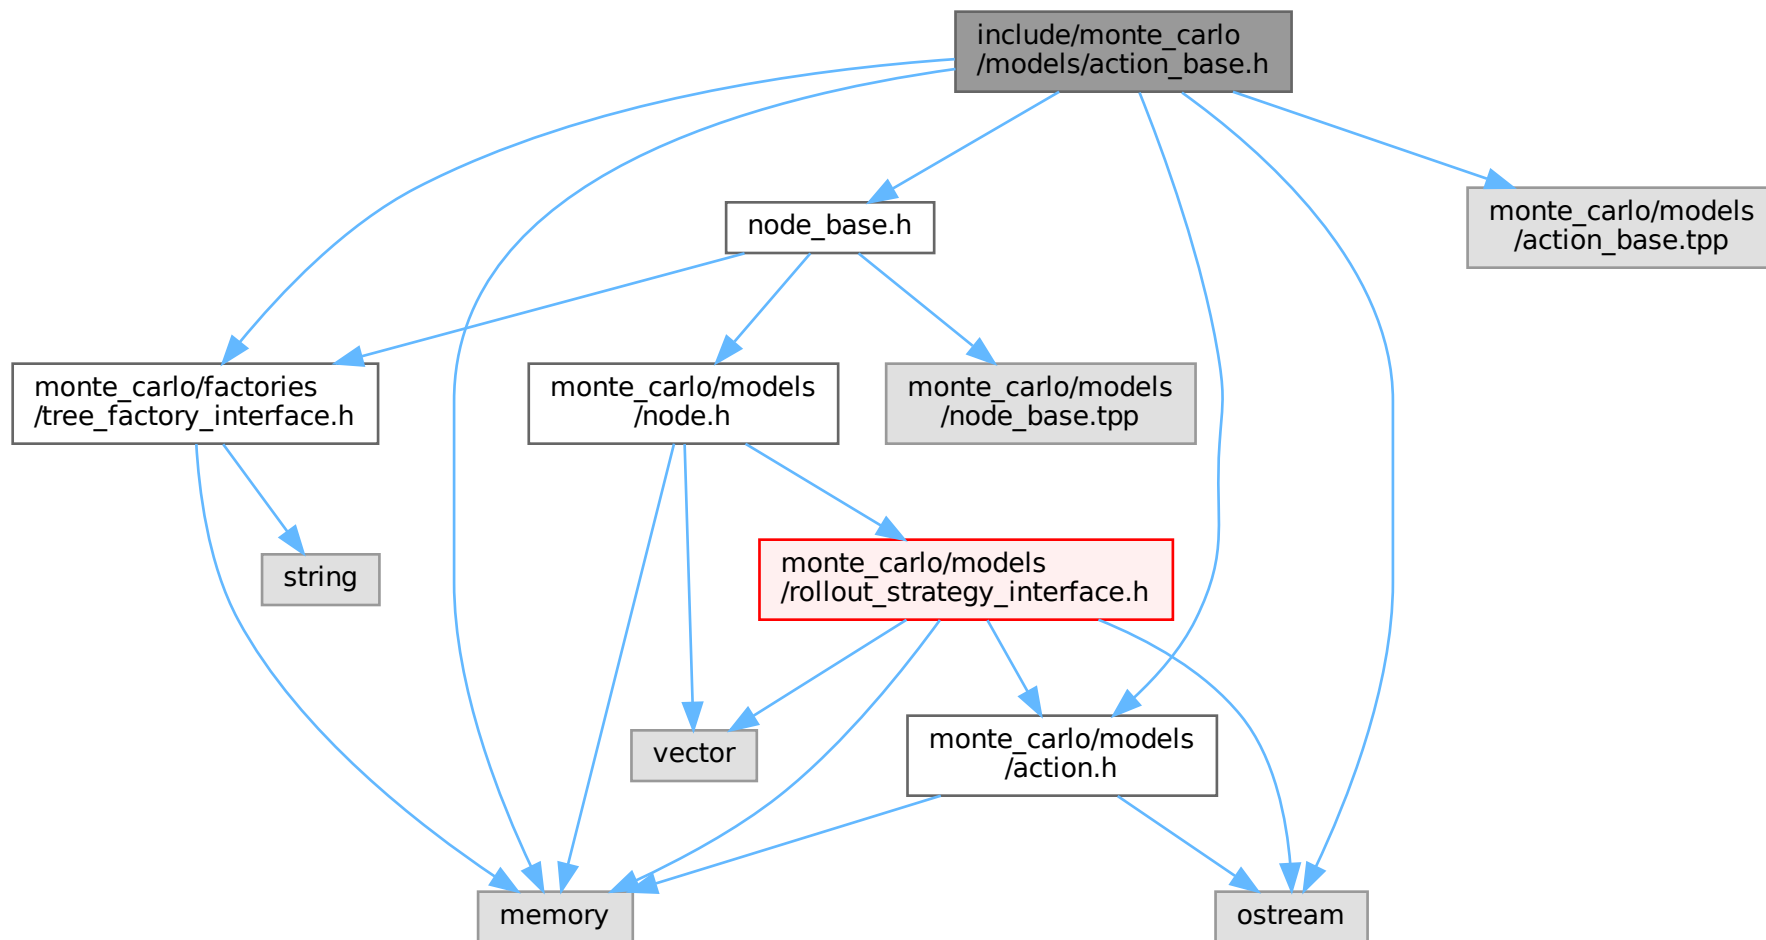 include/monte_carlo
/models/action_base.h
monte_carlo/models
/action_base.tpp
node_base.h
monte_carlo/factories
/tree_factory_interface.h
monte_carlo/models
/node.h
monte_carlo/models
/node_base.tpp
string
monte_carlo/models
/rollout_strategy_interface.h
vector
monte_carlo/models
/action.h
memory
ostream